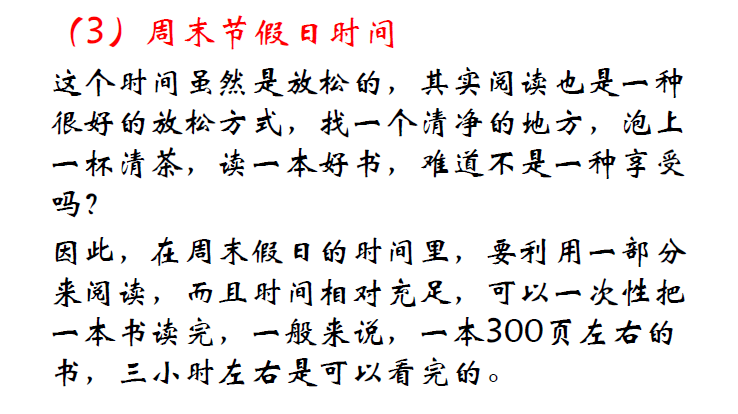 （3）周末节假日时间
这个时间虽然是放松的，其实阅读也是一种
很好的放松方式，找一个清净的地方，泡上
一杯清茶，读一本好书，难道不是一种享受
吗？
因此，在周末假日的时间里，要利用一部分
来阅读，而且时间相对充足，可以一次性把
一本书读完，一般来说，一本300页左右的
书，三小时左右是可以看完的。